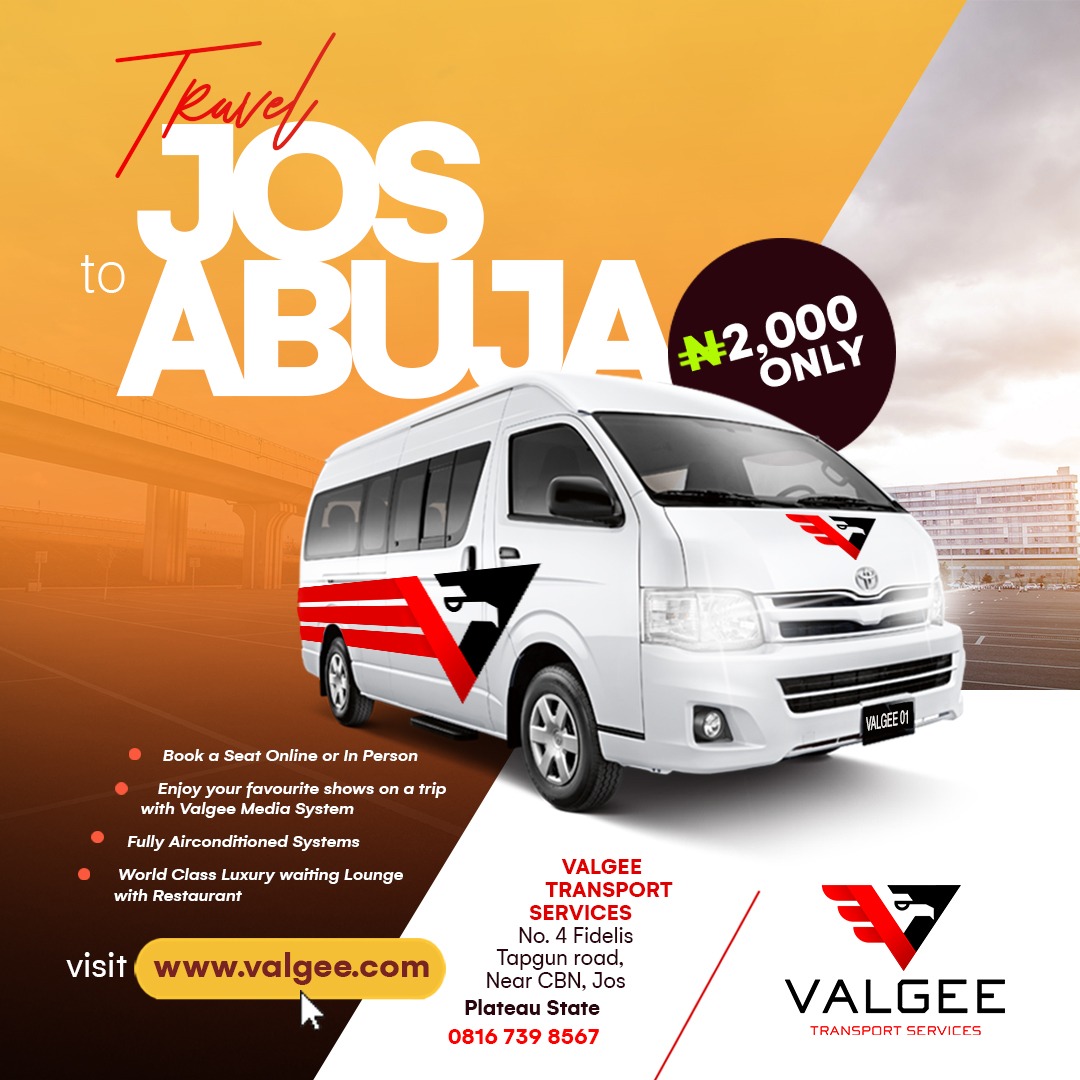 Travel
JOS
to ABUJA
₦2,000
ONLY
VALGEE 01
Book a Seat Online or In Person
Enjoy your favourite shows on a trip
with Valgee Media System
Fully Airconditioned Systems
World Class Luxury waiting Lounge
with Restaurant
visit www.valgee.com
VALGEE
TRANSPORT
SERVICES
No. 4 Fidelis
Tapgun road,
Near CBN, Jos
Plateau State
0816 739 8567
VALGEE
TRANSPORT SERVICES